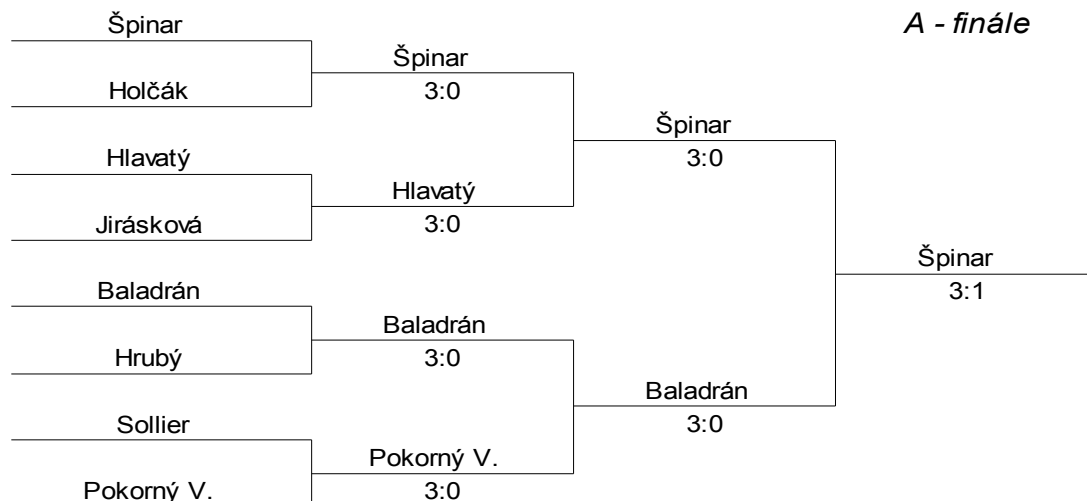 A - finále
Špinar
Holčák
Hlavatý
Jirásková
Baladrán
Hrubý
Sollier
Pokorný V.
Špinar
3:0
Hlavatý
3:0
Baladrán
3:0
Pokorný V.
3:0
Špinar
3:0
Baladrán
3:0
Špinar
3:1